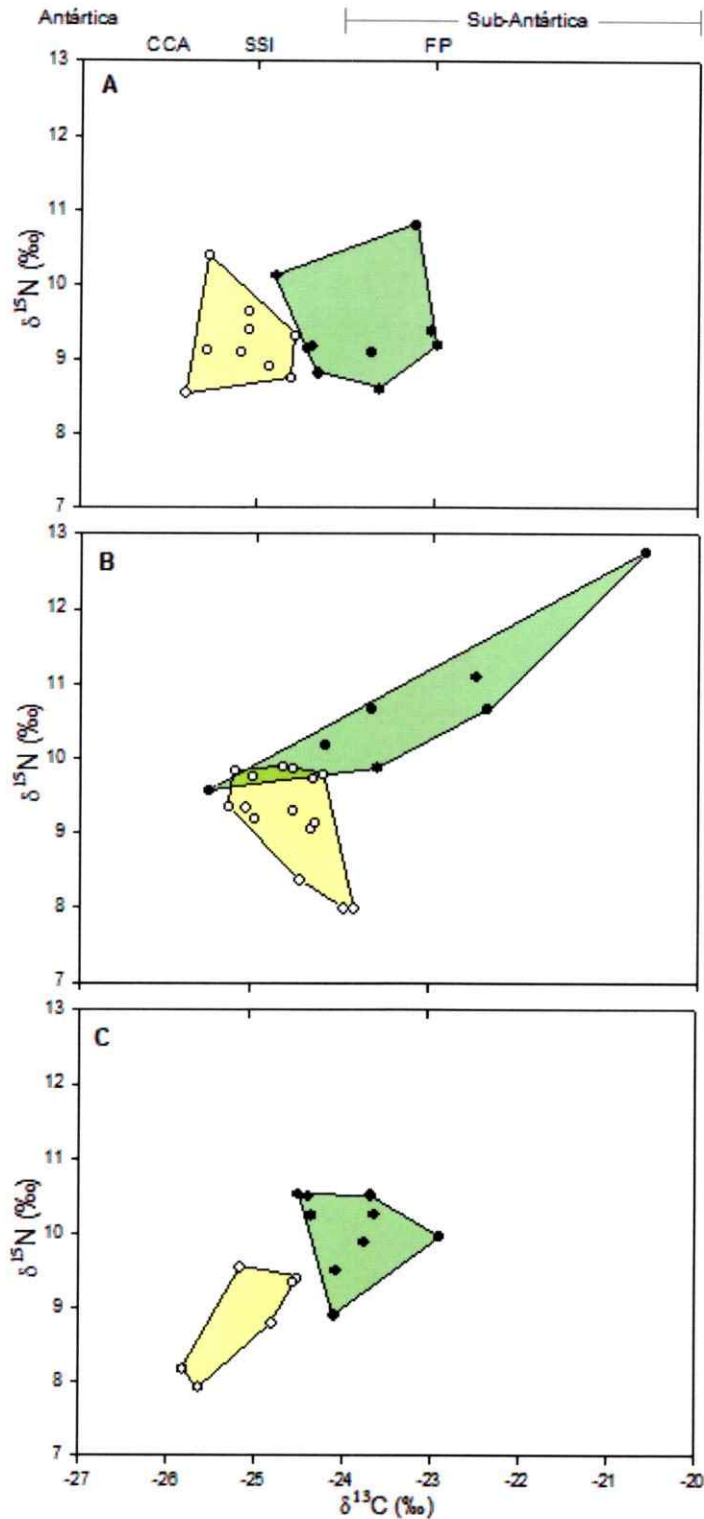 Antártica
Sub-Antártica
CCA SSI FP
13
A
12
11
10
9
8
7
δ15N (‰)
13
B
12
11
10
9
8
7
δ15N (‰)
13
C
12
11
10
9
8
7
δ15N (‰)
-27 -26 -25 -24 -23 -22 -21 -20
δ13C (‰)